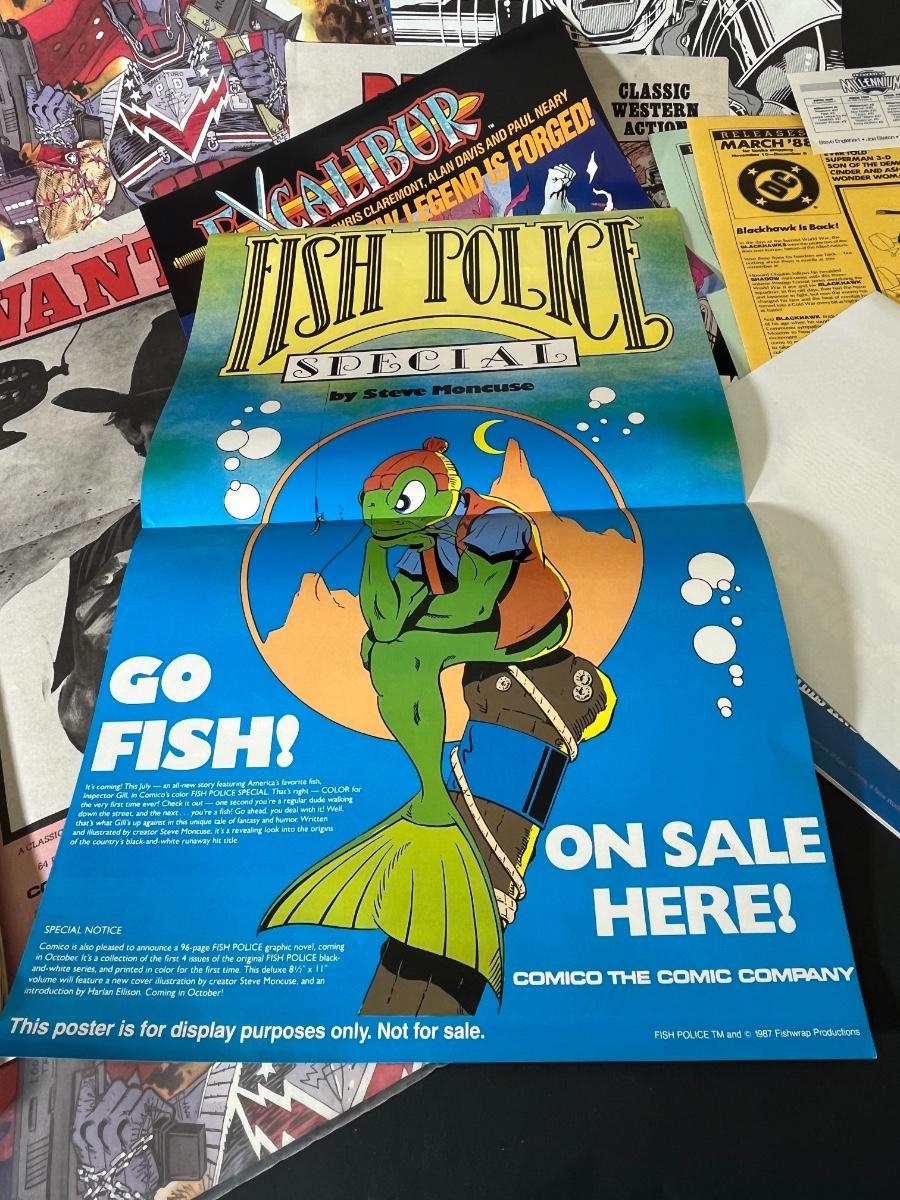 EXCALIBUR™
CHRIS CLAREMONT, ALAN DAVIS AND PAUL NEARY
LEGEND IS FORGED!
CLASSIC
WESTERN
ACTION
MILLENNIUM
Steve Englehart • Joe Staton •
RELEASES
MARCH '88
SUPERMAN 3-D
SON OF THE DEM
CINDER AND ASH
WONDER WOMA
DC
Blackhawk Is Back!
WANT
P D
FISH POLICE™
SPECIAL
by Steve Moncuse
GO
FISH!
It's coming! This July — an all-new story featuring America's favorite fish,
Inspector Gill, in Comico's color FISH POLICE SPECIAL. That's right — COLOR for
the very first time ever! Check it out — one second you're a regular dude walking
down the street, and the next . . . you're a fish! Go ahead, you deal with it! Well,
that's what Gill's up against in this unique tale of fantasy and humor. Written
and illustrated by creator Steve Moncuse, it's a revealing look into the origins
of the country's black-and-white runaway hit title.
ON SALE
HERE!
SPECIAL NOTICE
Comico is also pleased to announce a 96-page FISH POLICE graphic novel, coming
in October. It's a collection of the first 4 issues of the original FISH POLICE black-
and-white series, and printed in color for the first time. This deluxe 8½" x 11"
volume will feature a new cover illustration by creator Steve Moncuse, and an
introduction by Harlan Ellison. Coming in October!
COMICO THE COMIC COMPANY
This poster is for display purposes only. Not for sale.
FISH POLICE TM and © 1987 Fishwrap Productions
A CLASSIC
64